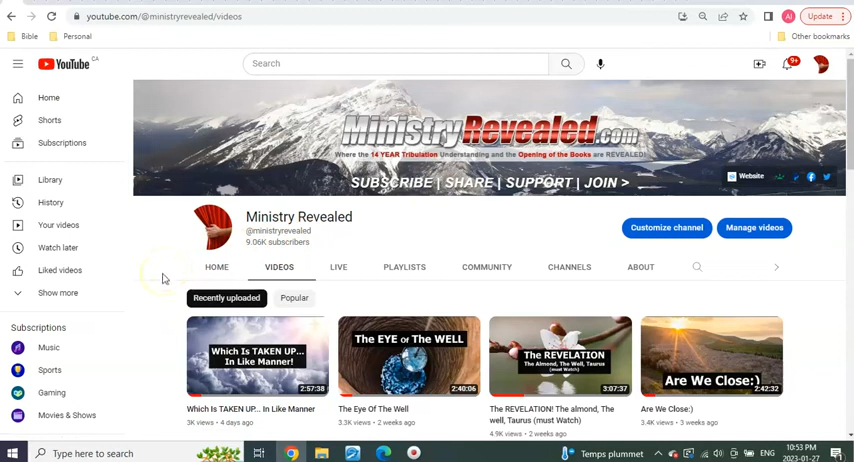 youtube.com/@ministryrevealed/videos
AI
Update
Bible
Personal
Other bookmarks
YouTube CA
Search
9+
Home
Shorts
Subscriptions
Library
History
Your videos
Watch later
Liked videos
Show more
Subscriptions
Music
Sports
Gaming
Movies & Shows
MinistryRevealed.com
Where the 14 YEAR Tribulation Understanding and the Opening of the Books are REVEALED!
SUBSCRIBE | SHARE | SUPPORT | JOIN >
Website
Ministry Revealed
@ministryrevealed
9.06K subscribers
Customize channel
Manage videos
HOME
VIDEOS
LIVE
PLAYLISTS
COMMUNITY
CHANNELS
ABOUT
Recently uploaded
Popular
Which Is TAKEN UP...
In Like Manner!
2:57:38
Which Is TAKEN UP... In Like Manner
3K views • 4 days ago
The EYE or The WELL
2:40:06
The Eye Of The Well
3.3K views • 2 weeks ago
The REVELATION
The Almond, The Well, Taurus
(must Watch)
3:07:37
The REVELATION! The almond, The
well, Taurus (must Watch)
4.9K views • 2 weeks ago
Are We Close:)
2:42:32
Are We Close:)
3.4K views • 3 weeks ago
Type here to search
Temps plummet
ENG
10:53 PM
2023-01-27